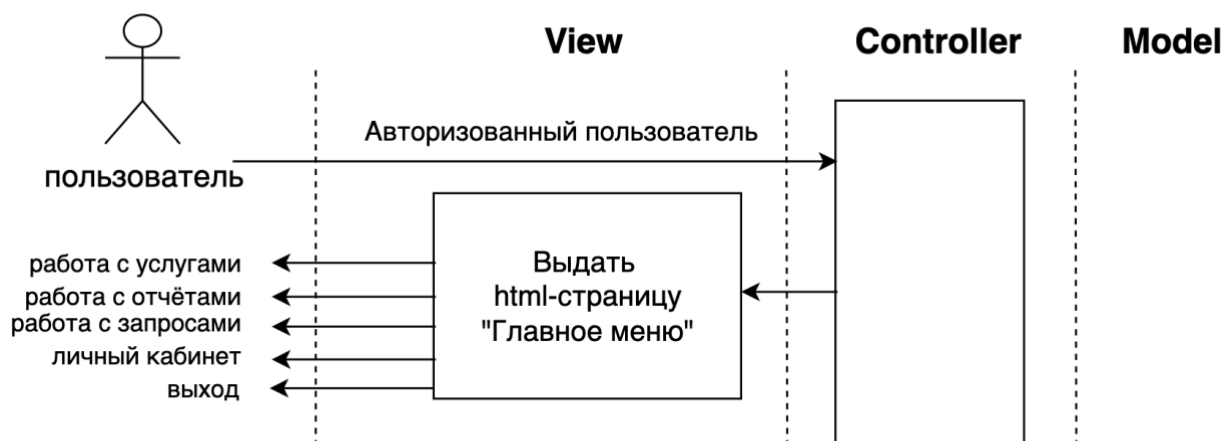 View
Controller
Model
Авторизованный пользователь
пользователь
Выдать
html-страницу
"Главное меню"
работа с услугами
работа с отчётами
работа с запросами
личный кабинет
выход